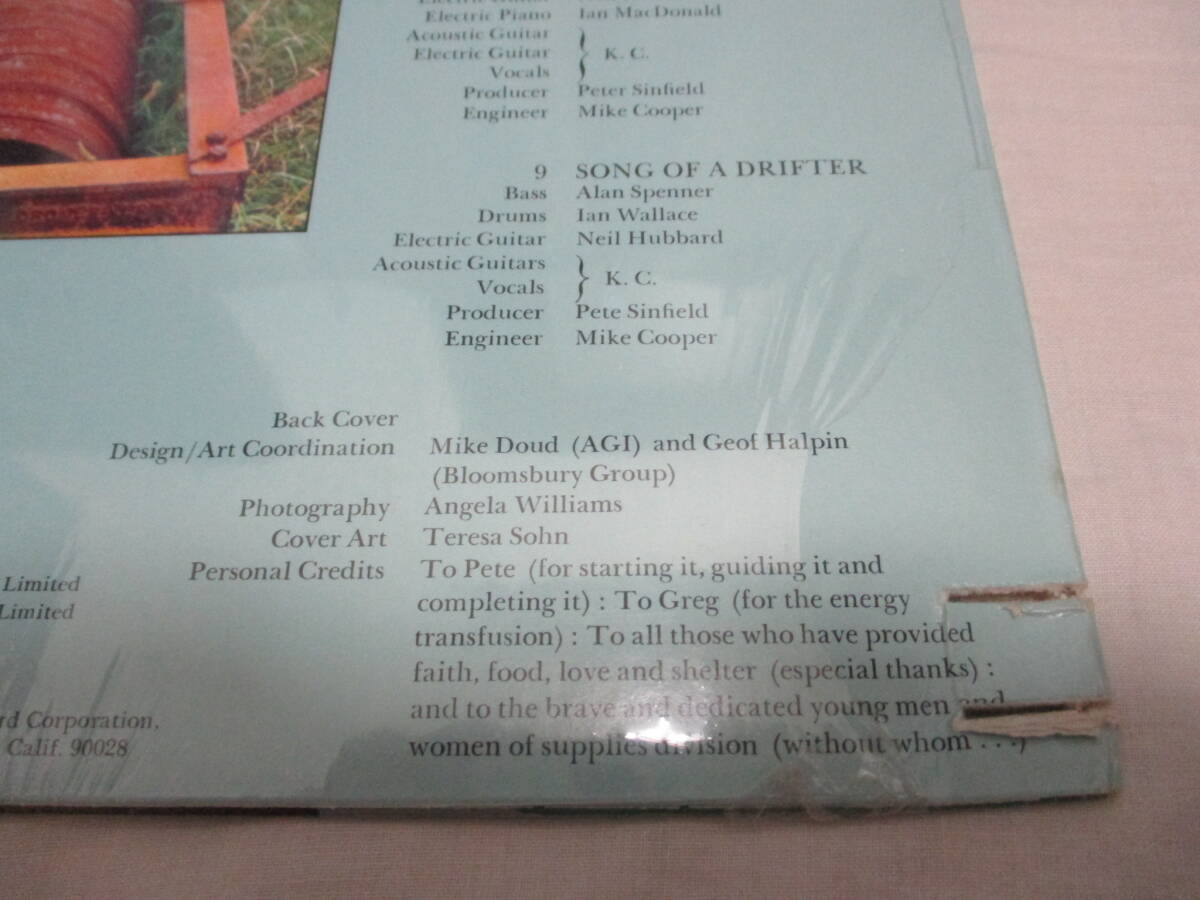 Electric Piano Ian MacDonald
Acoustic Guitar
Electric Guitar } K. C.
Vocals
Producer Peter Sinfield
Engineer Mike Cooper
9 SONG OF A DRIFTER
Bass Alan Spenner
Drums Ian Wallace
Electric Guitar Neil Hubbard
Acoustic Guitars
Vocals } K. C.
Producer Pete Sinfield
Engineer Mike Cooper
Back Cover
Design/Art Coordination Mike Doud (AGI) and Geof Halpin
(Bloomsbury Group)
Photography Angela Williams
Cover Art Teresa Sohn
Personal Credits To Pete (for starting it, guiding it and
completing it) : To Greg (for the energy
transfusion) : To all those who have provided
faith, food, love and shelter (especial thanks) :
and to the brave and dedicated young men and
women of supplies division (without whom . . .)
Limited
Limited
rd Corporation,
Calif. 90028